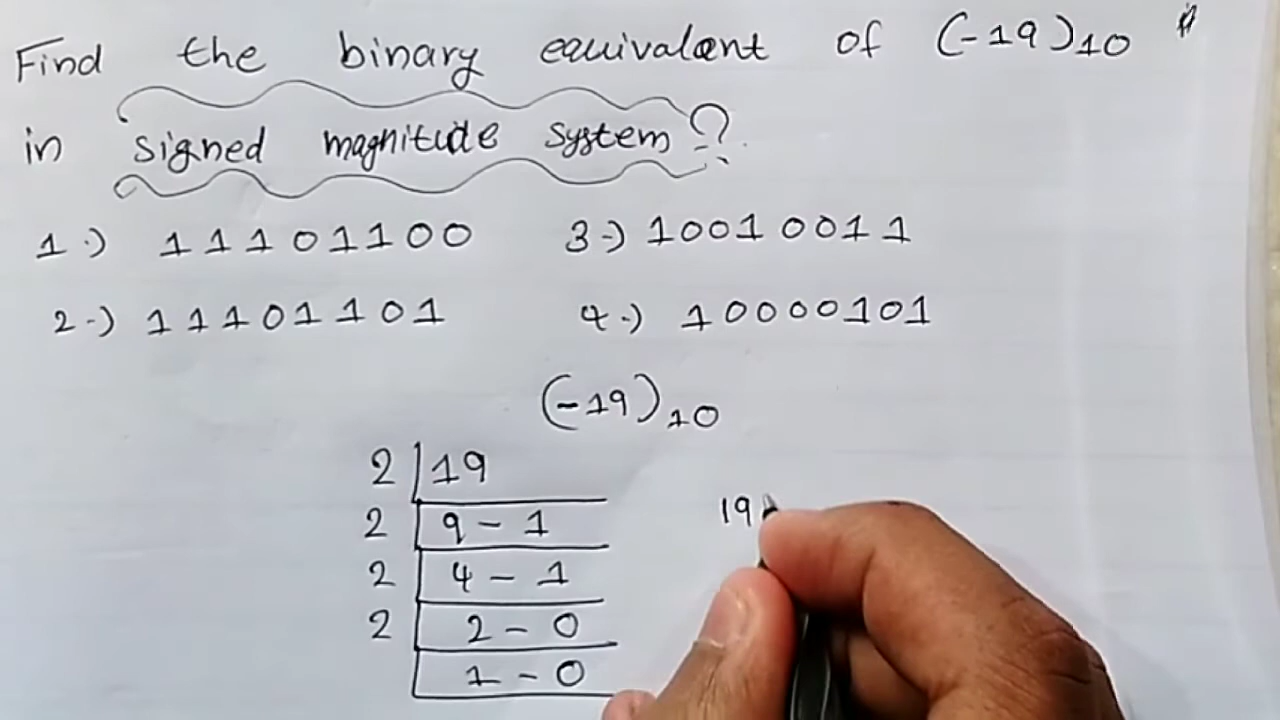 Find the binary equivalent of (-19)10
in signed magnitude system?
1.) 11101100 3.) 10010011
2.) 11101101 4.) 10000101
(-19)10
2 19
2 9 - 1
19
2 4 - 1
2 2 - 0
1 - 0